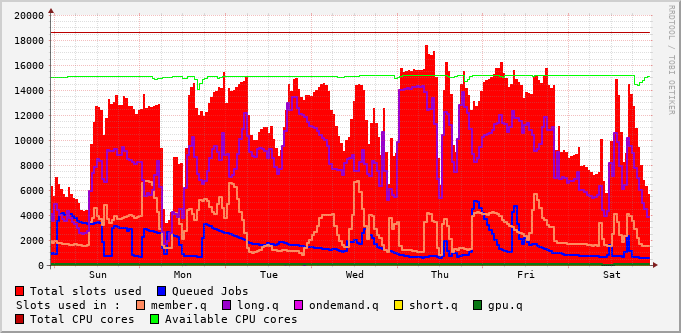 20000
18000
16000
14000
12000
10000
8000
6000
4000
2000
0
Sun Mon Tue Wed Thu Fri Sat
Total slots used Queued Jobs
Slots used in : member.q long.q ondemand.q short.q gpu.q
Total CPU cores Available CPU cores
RRDTOOL / TOBI OETIKER